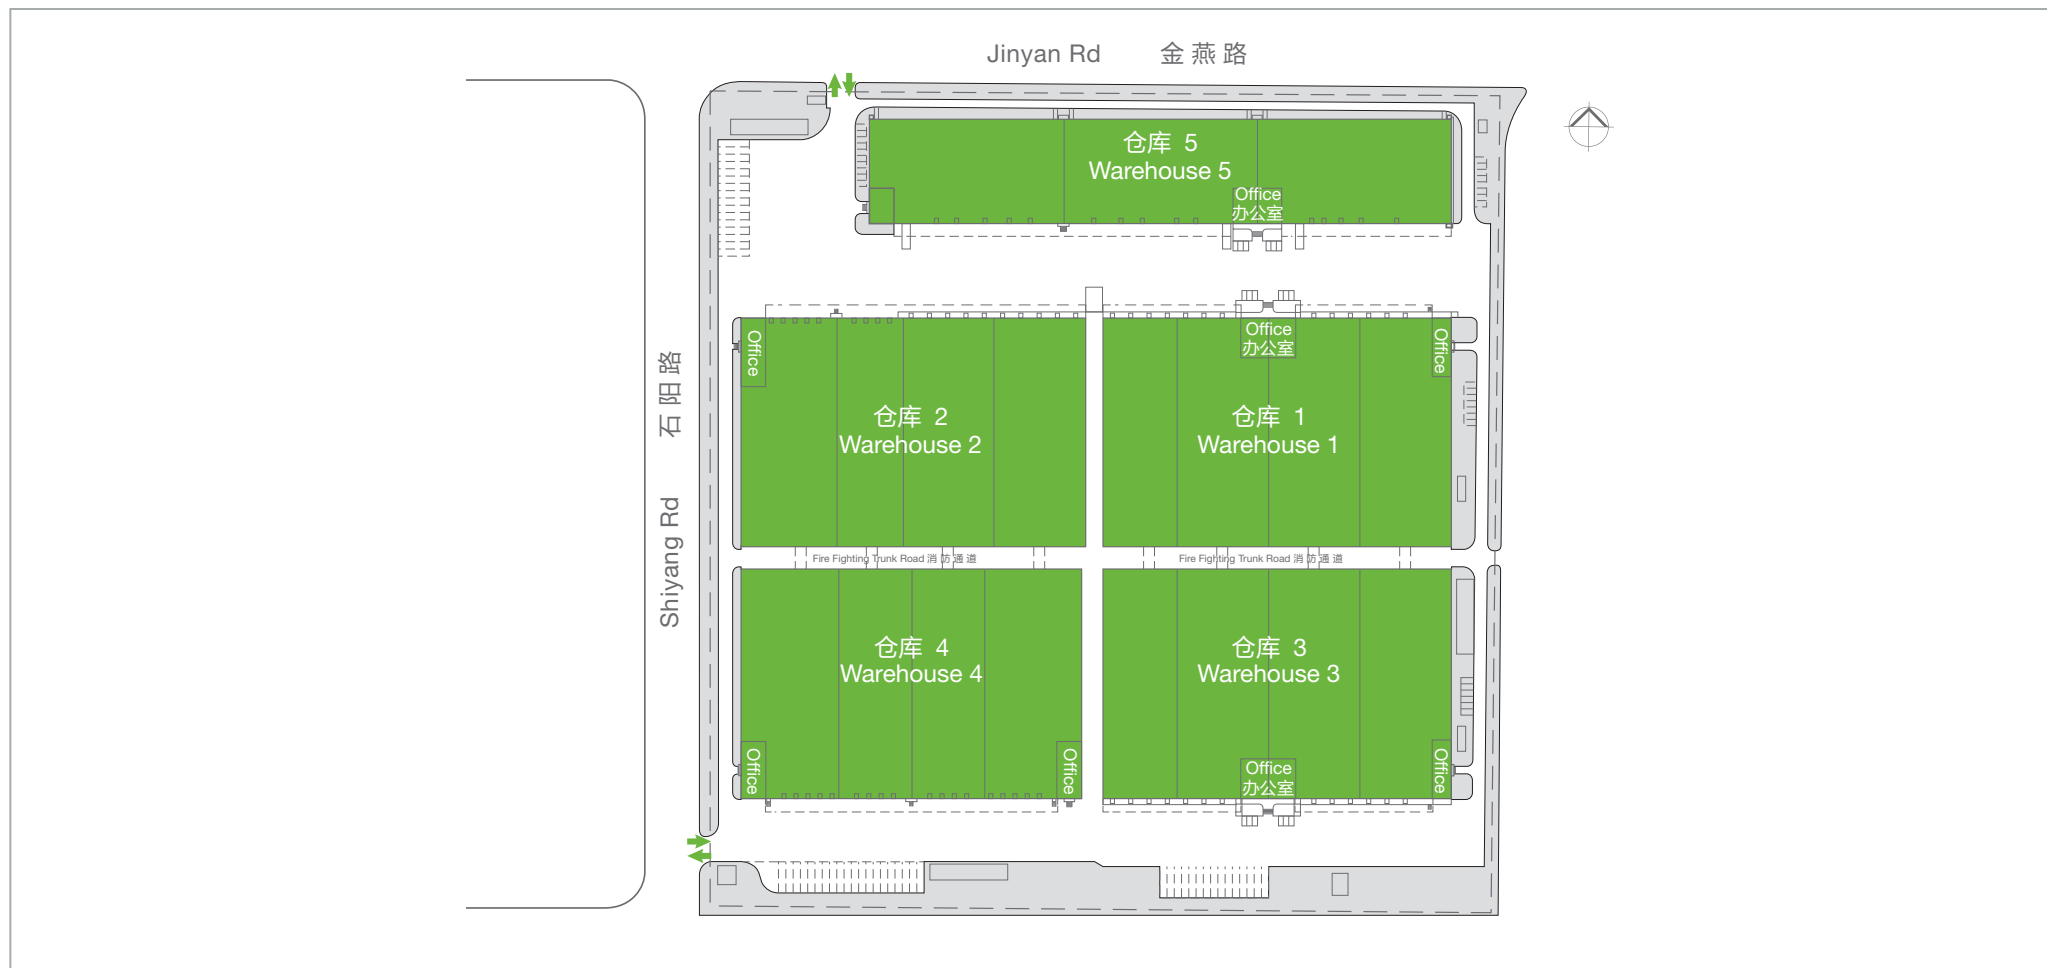 Jinyan Rd 金燕路
仓库 5
Warehouse 5
Office
办公室
Office
Office
办公室
Office
仓库 2
Warehouse 2
仓库 1
Warehouse 1
Shiyang Rd 石阳路
Fire Fighting Trunk Road 消防通道
Fire Fighting Trunk Road 消防通道
仓库 4
Warehouse 4
仓库 3
Warehouse 3
Office
Office
Office
办公室
Office